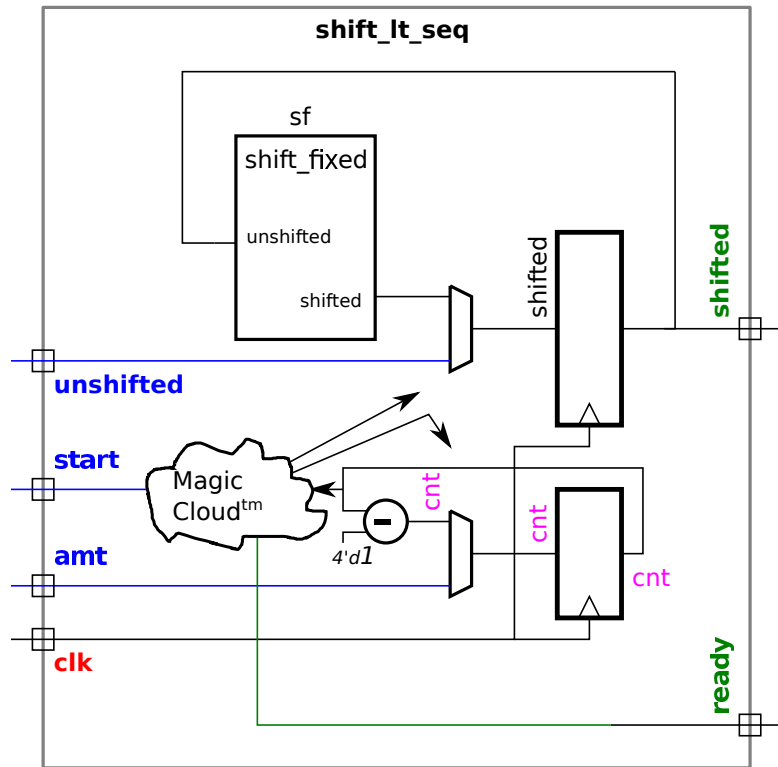 shift_lt_seq
sf
shift_fixed
unshifted
shifted
shifted
shifted
unshifted
start
Magic
Cloudtm
cnt
cnt
4'd1
amt
cnt
clk
ready